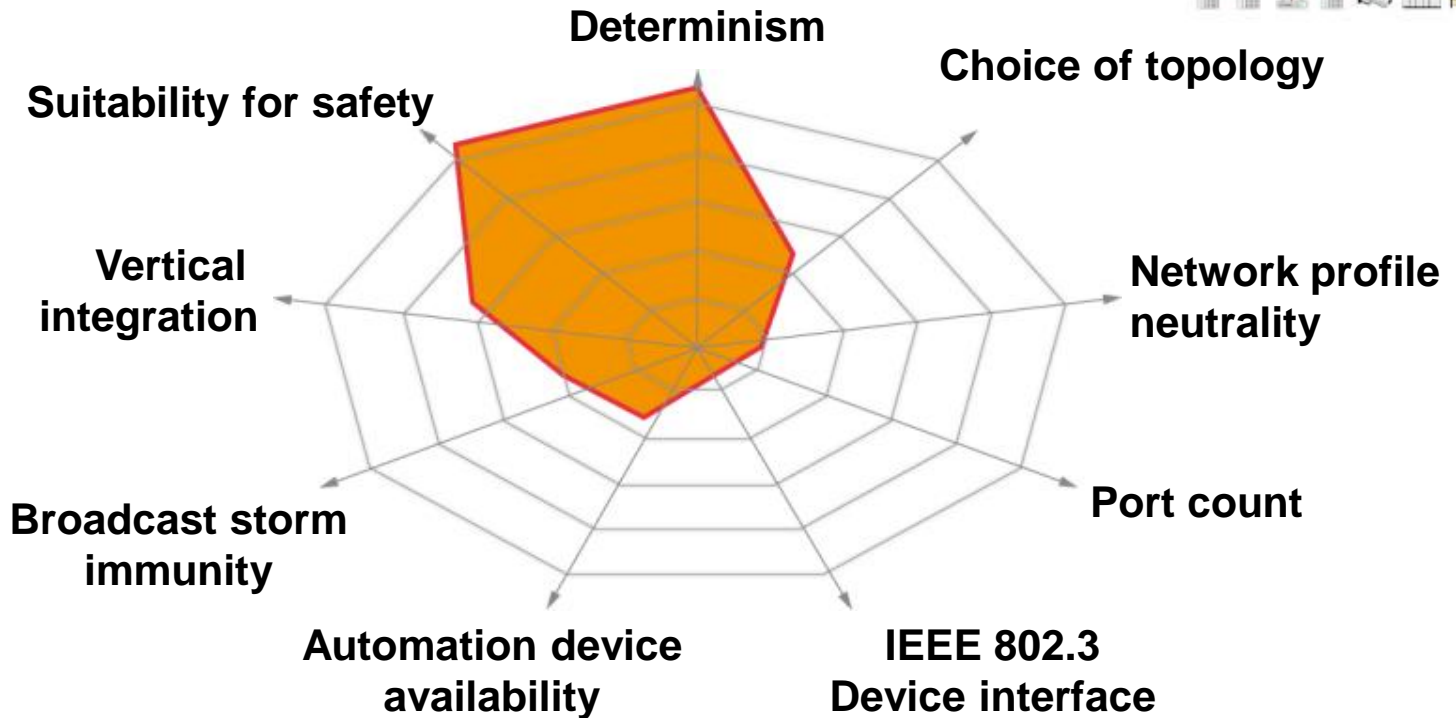 Determinism
Choice of topology
Suitability for safety
Vertical
integration
Network profile
neutrality
Port count
Broadcast storm
immunity
Automation device
availability
IEEE 802.3
Device interface